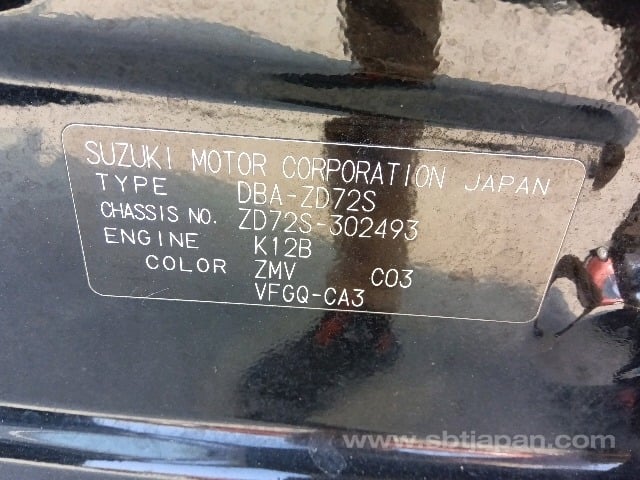 SUZUKI MOTOR CORPORATION JAPAN
TYPE DBA-ZD72S
CHASSIS NO. ZD72S-302493
ENGINE K12B
COLOR ZMV C03
VFGQ-CA3
www.sbtjapan.com